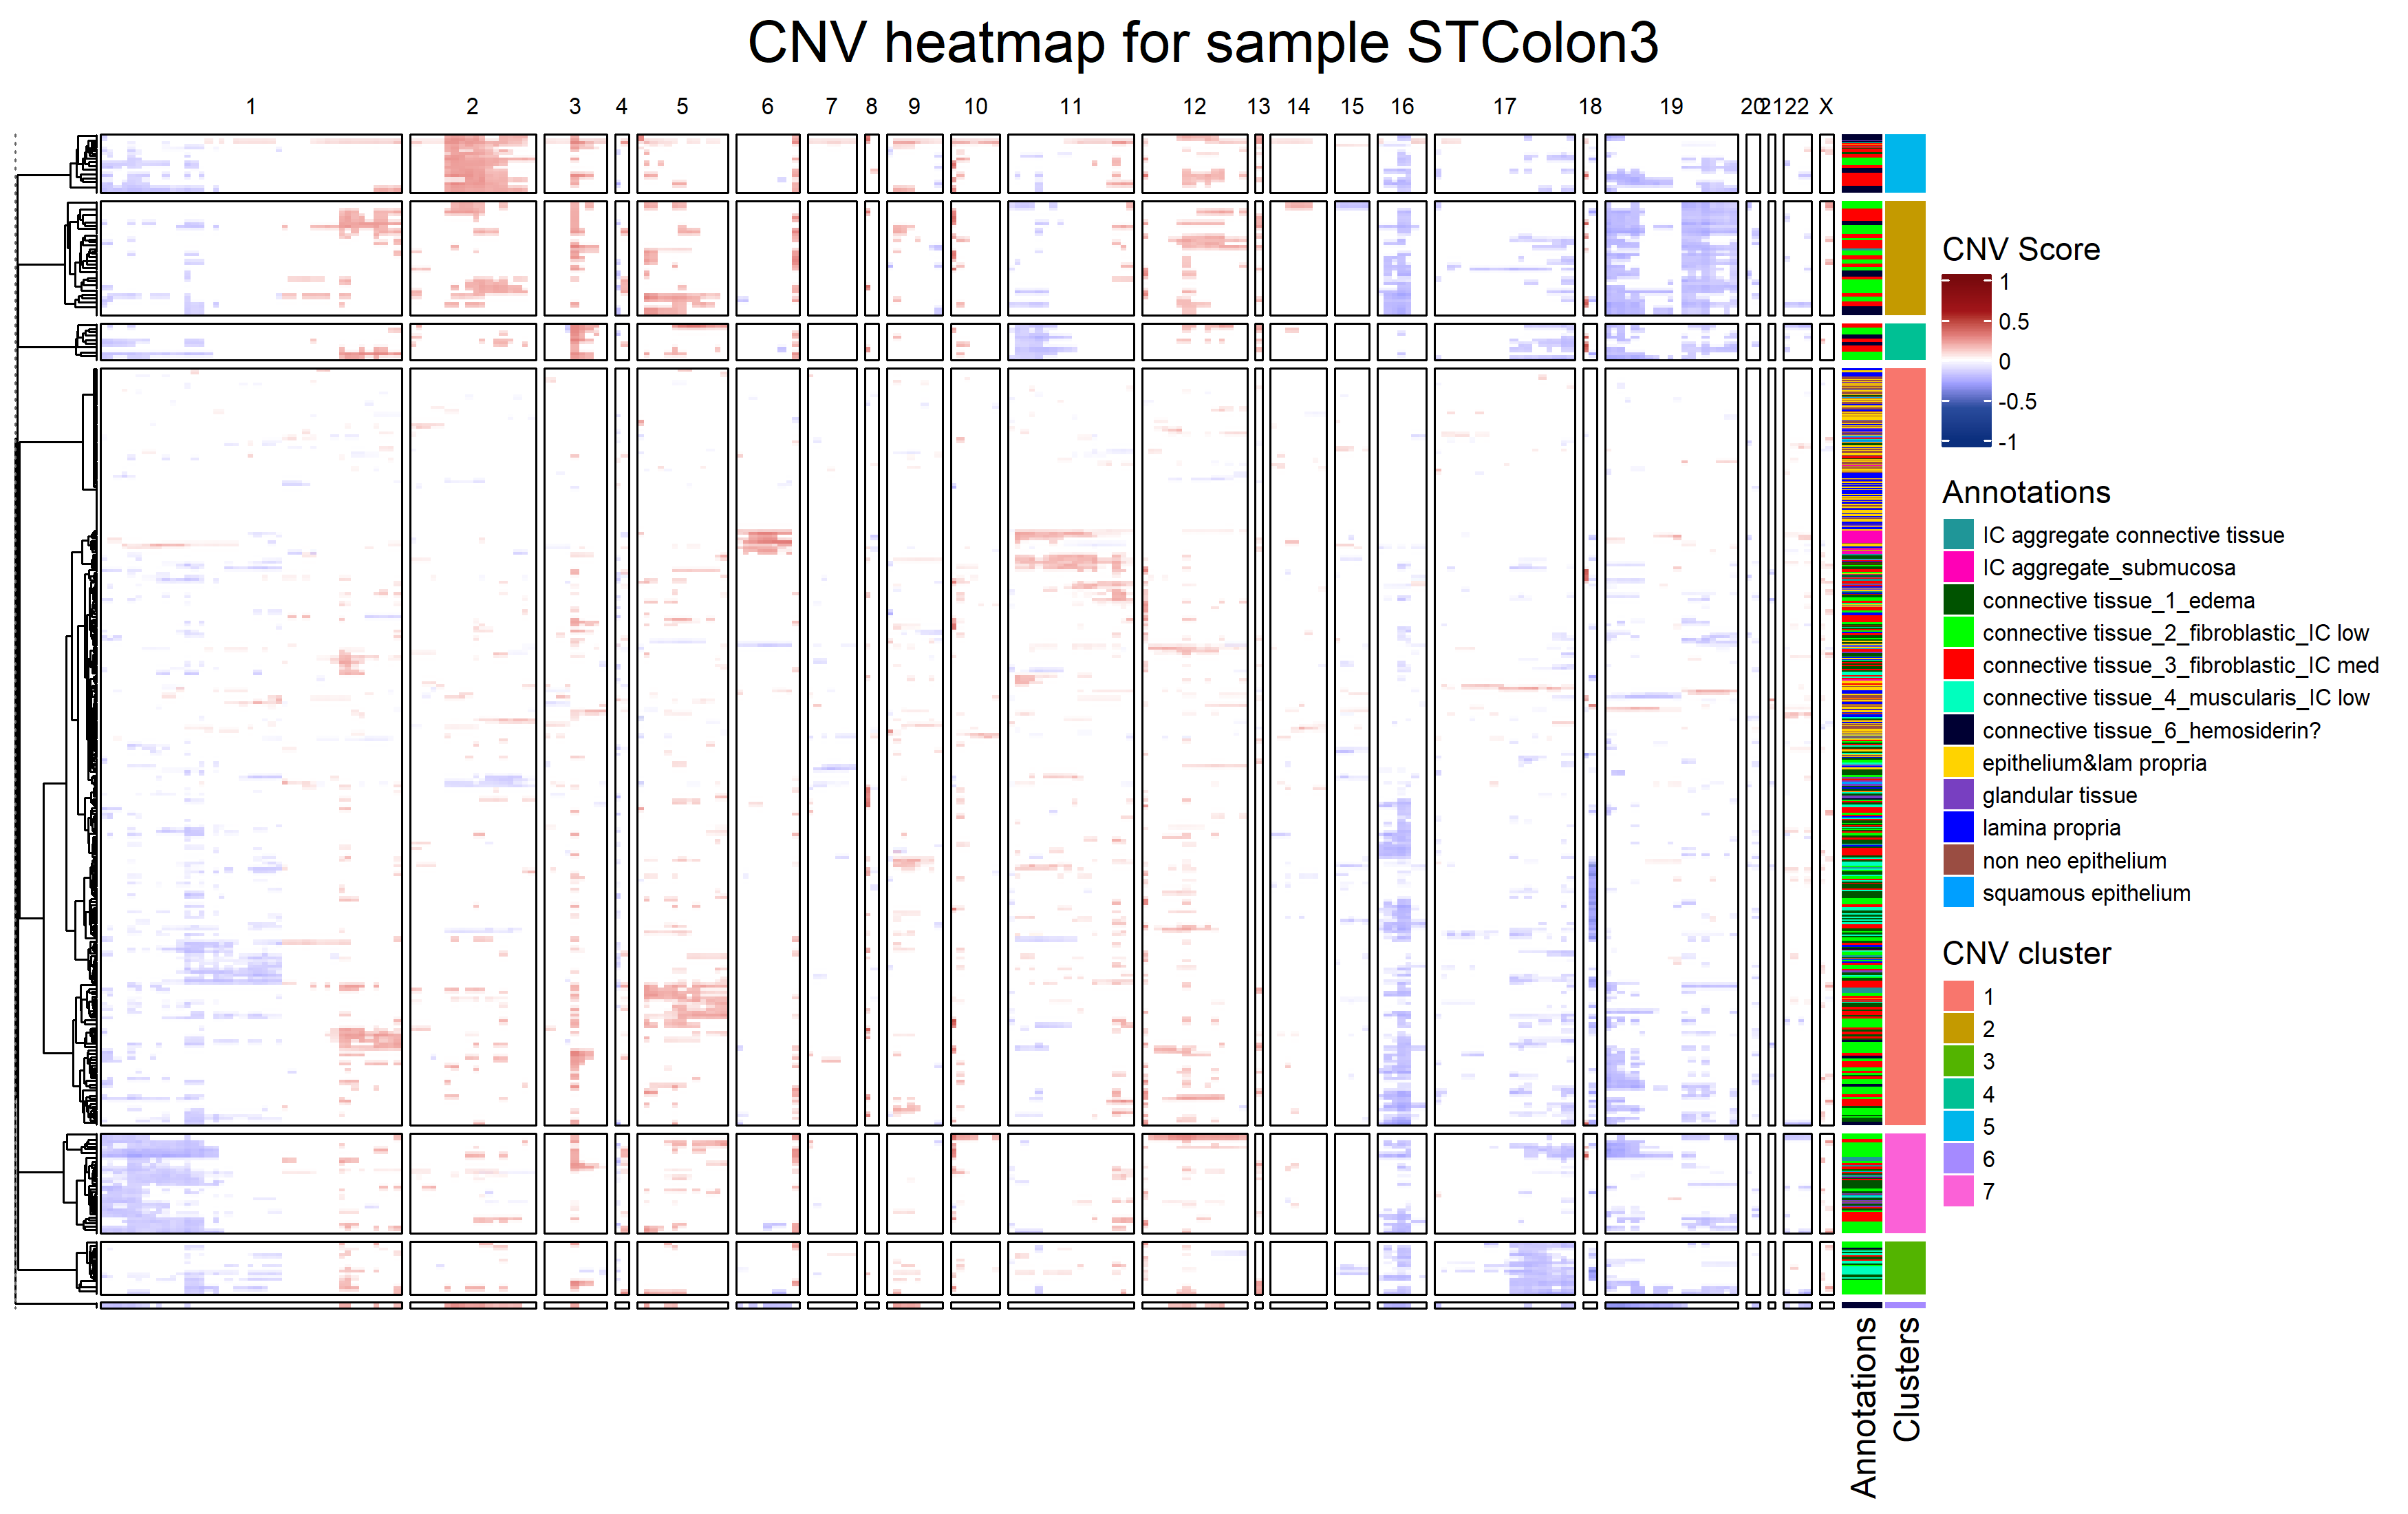 CNV heatmap for sample STColon3
1 2 3 4 5 6 7 8 9 10 11 12 13 14 15 16 17 18 19 20 21 22 X
CNV Score
1
0.5
0
-0.5
-1
Annotations
IC aggregate connective tissue
IC aggregate_submucosa
connective tissue_1_edema
connective tissue_2_fibroblastic_IC low
connective tissue_3_fibroblastic_IC med
connective tissue_4_muscularis_IC low
connective tissue_6_hemosiderin?
epithelium&lam propria
glandular tissue
lamina propria
non neo epithelium
squamous epithelium
CNV cluster
1
2
3
4
5
6
7
Annotations
Clusters